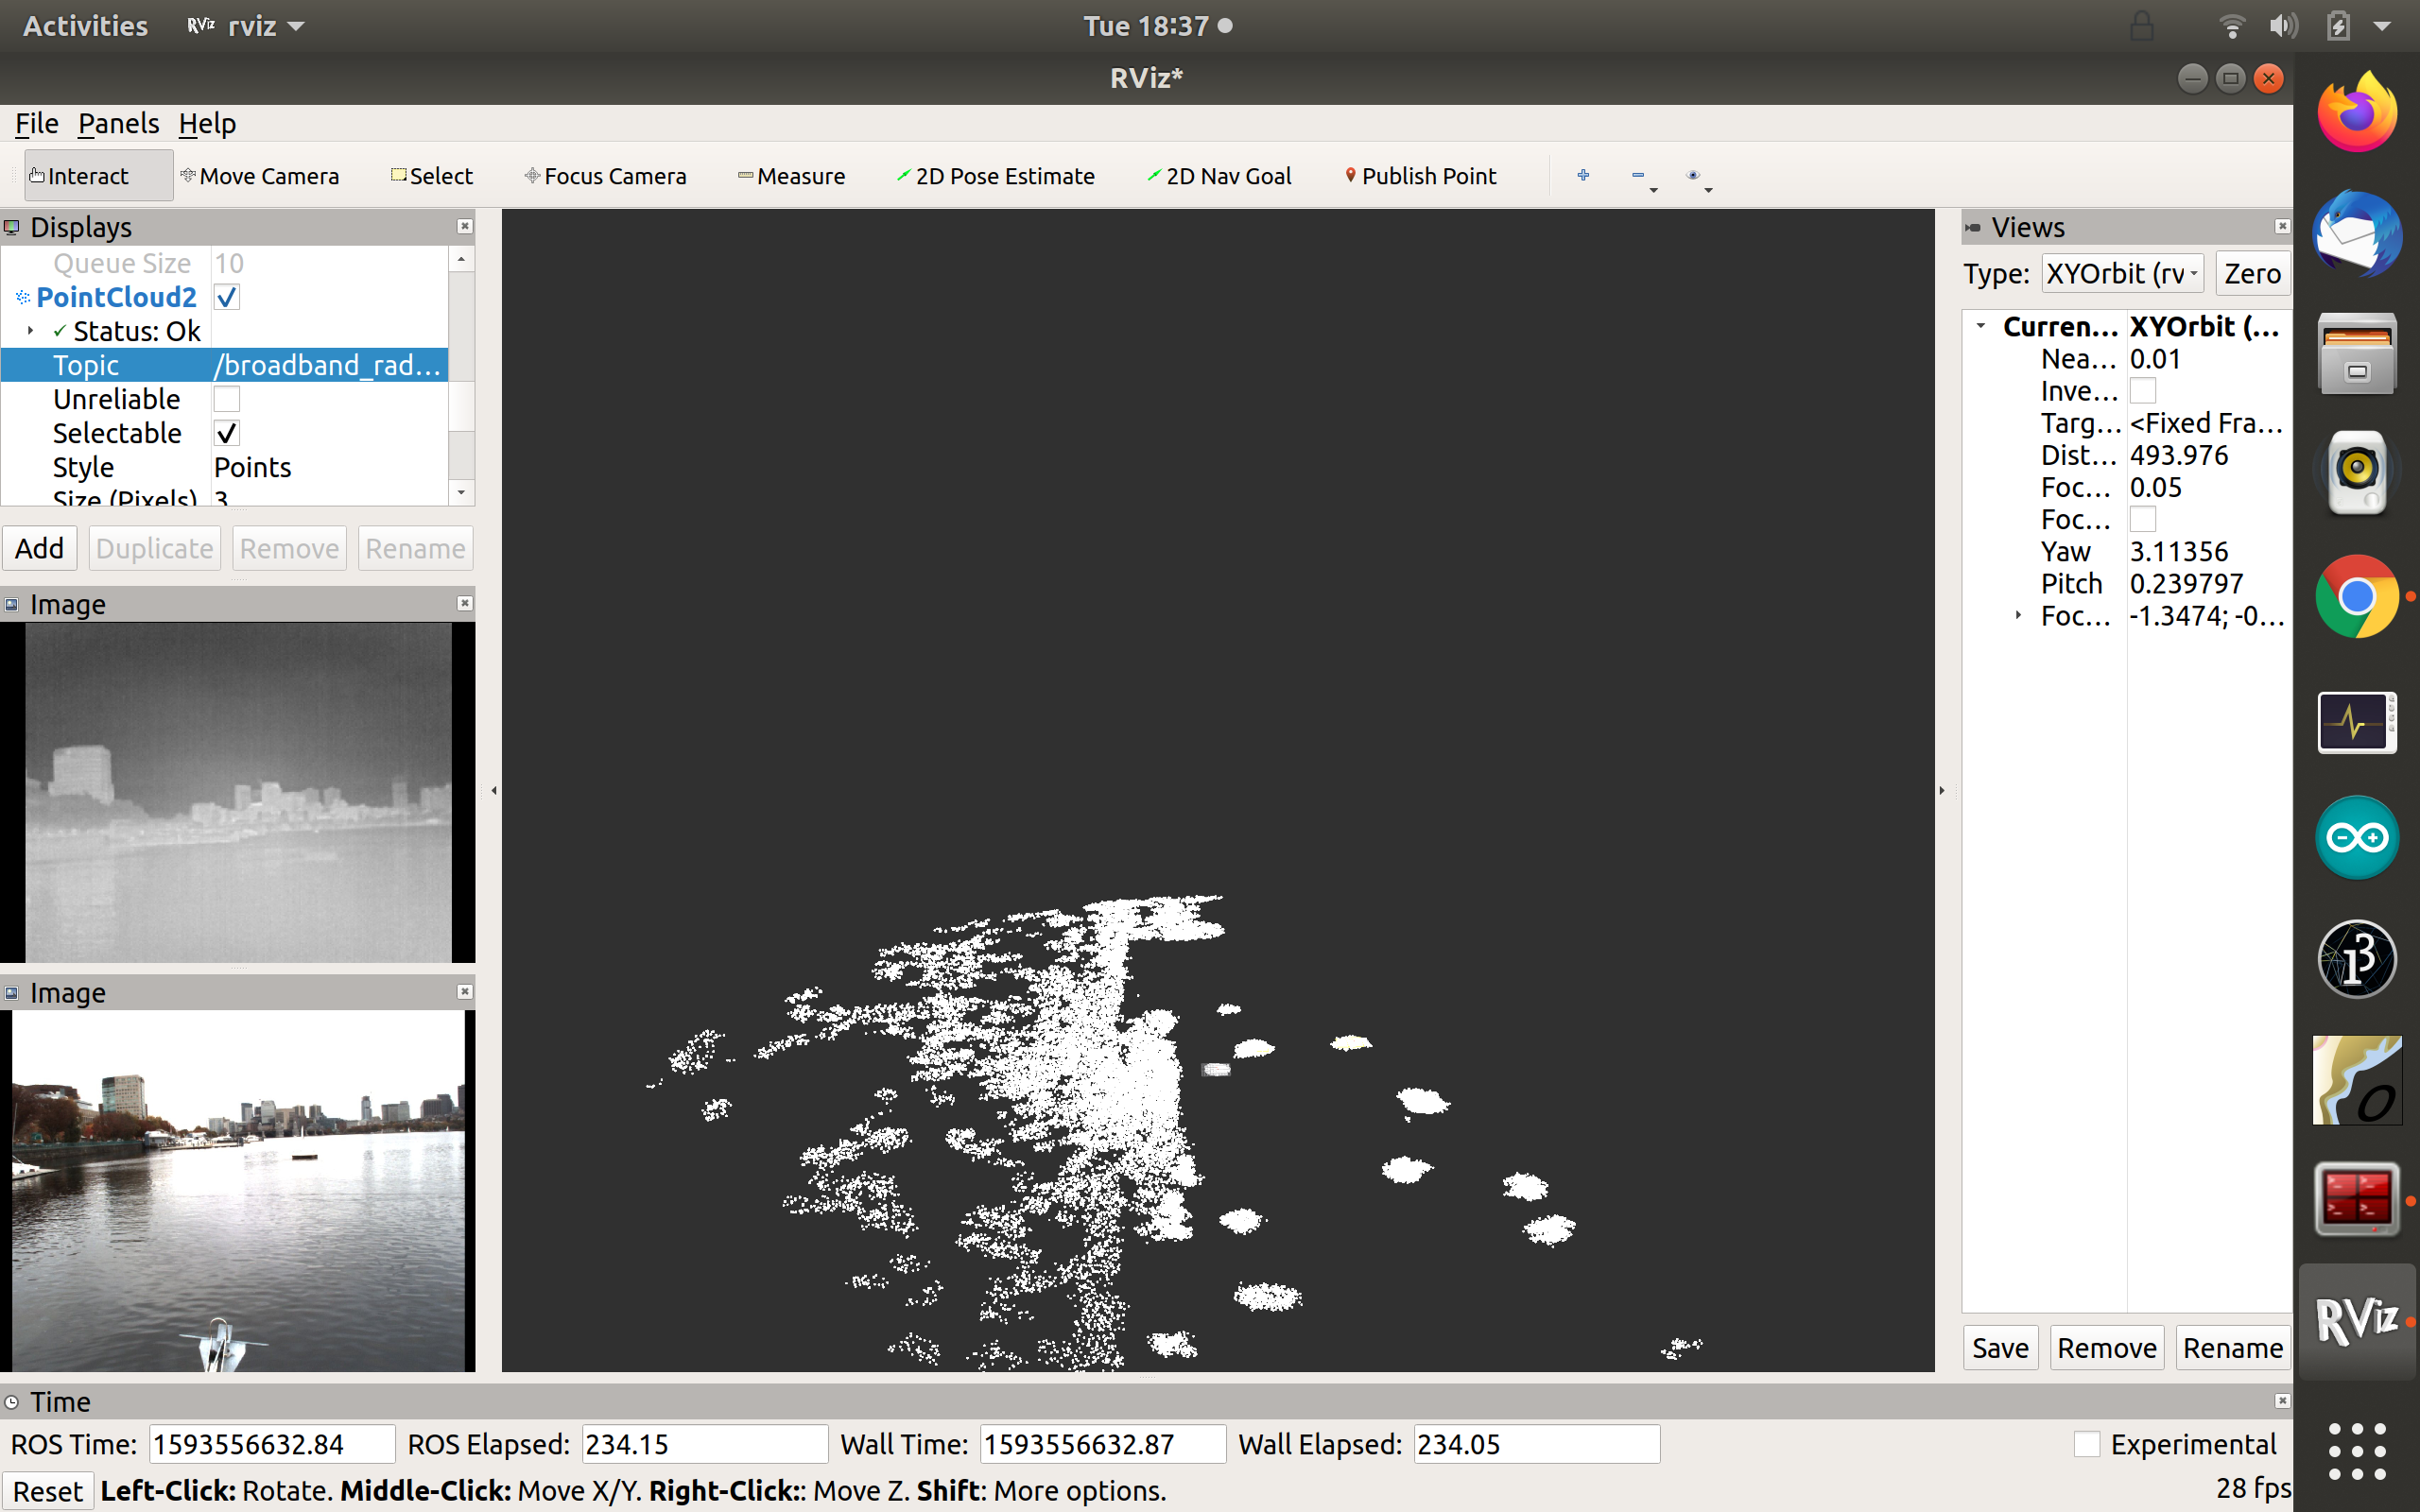 Activities RViz rviz Tue 18:37
RViz*
File Panels Help
Interact Move Camera Select Focus Camera Measure 2D Pose Estimate 2D Nav Goal Publish Point
Displays
Queue Size 10
PointCloud2
Status: Ok
Topic /broadband_rad...
Unreliable
Selectable
Style Points
Size (Pixels) 3
Add Duplicate Remove Rename
Image
Image
Views
Type: XYOrbit (rv Zero
Curren... XYOrbit (...
Nea... 0.01
Inve...
Targ... <Fixed Fra...
Dist... 493.976
Foc... 0.05
Foc...
Yaw 3.11356
Pitch 0.239797
Foc... -1.3474; -0...
Save Remove Rename
i3
RViz
Time
ROS Time: 1593556632.84 ROS Elapsed: 234.15 Wall Time: 1593556632.87 Wall Elapsed: 234.05 Experimental
Reset Left-Click: Rotate. Middle-Click: Move X/Y. Right-Click:: Move Z. Shift: More options. 28 fps